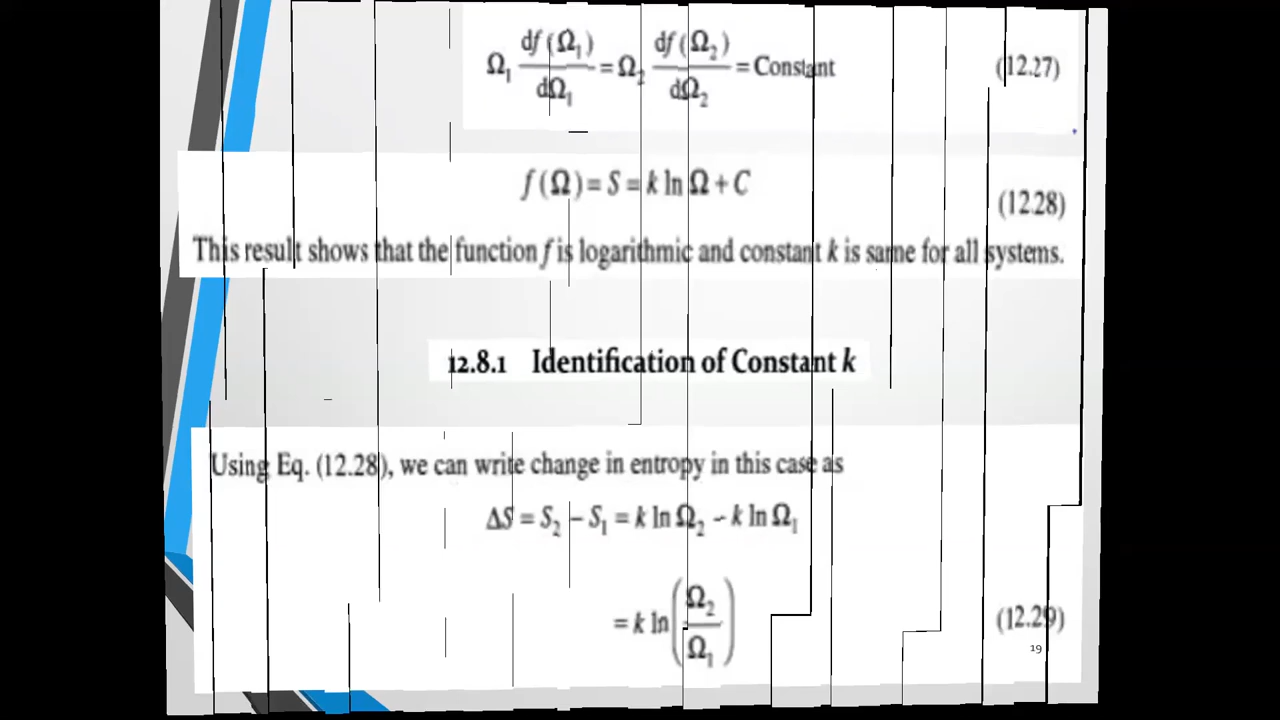 Ω₁ df(Ω₁)/dΩ₁ = Ω₂ df(Ω₂)/dΩ₂ = Constant (12.27)
f(Ω) = S = k ln Ω + C (12.28)
This result shows that the function f is logarithmic and constant k is same for all systems.
12.8.1 Identification of Constant k
Using Eq. (12.28), we can write change in entropy in this case as
ΔS = S₂ − S₁ = k ln Ω₂ − k ln Ω₁
= k ln(Ω₂/Ω₁) (12.29)
19